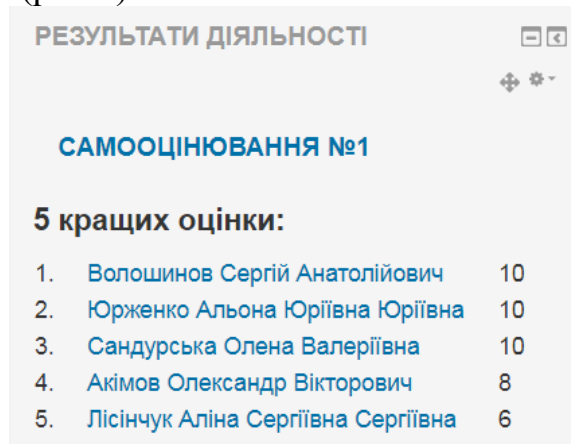 РЕЗУЛЬТАТИ ДІЯЛЬНОСТІ
САМООЦІНЮВАННЯ №1
5 кращих оцінки:
1. Волошинов Сергій Анатолійович 10
2. Юрженко Альона Юріївна Юріївна 10
3. Сандурська Олена Валеріївна 10
4. Акімов Олександр Вікторович 8
5. Лісінчук Аліна Сергіївна Сергіївна 6